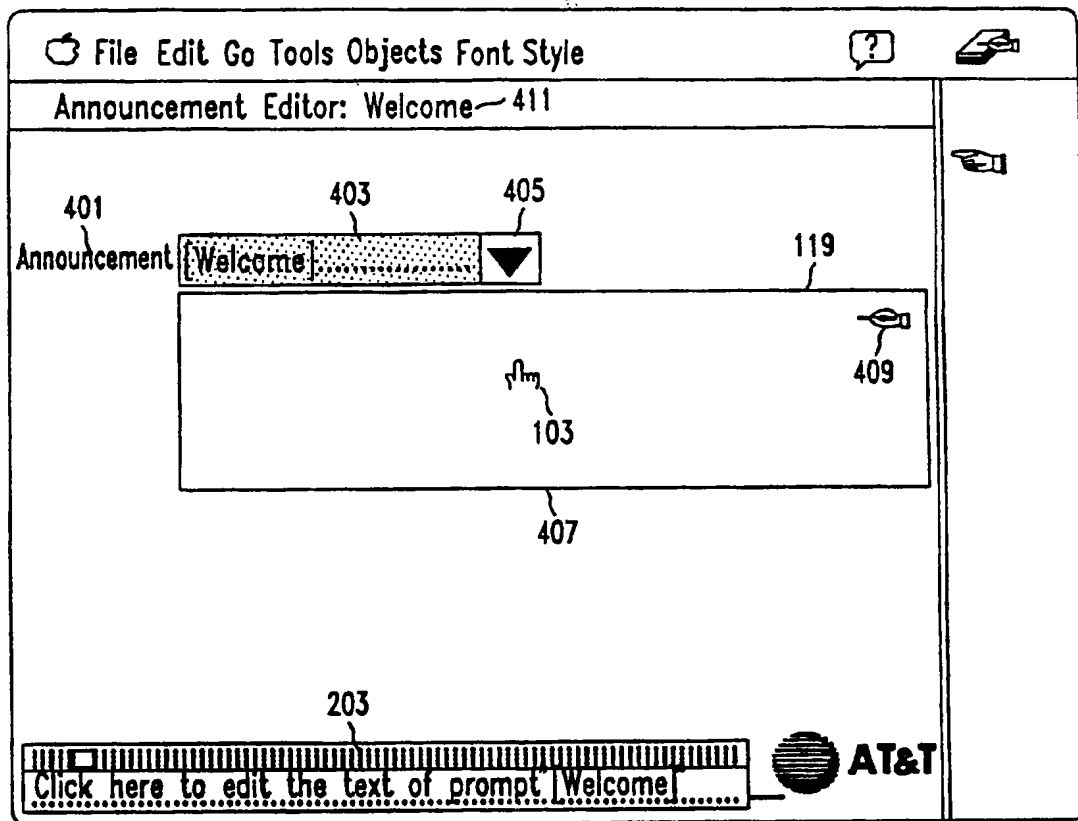 File Edit Go Tools Objects Font Style ?
Announcement Editor: Welcome 411
401 403 405
Announcement [Welcome]
119
409
103
407
203
Click here to edit the text of prompt" [Welcome]"
AT&T